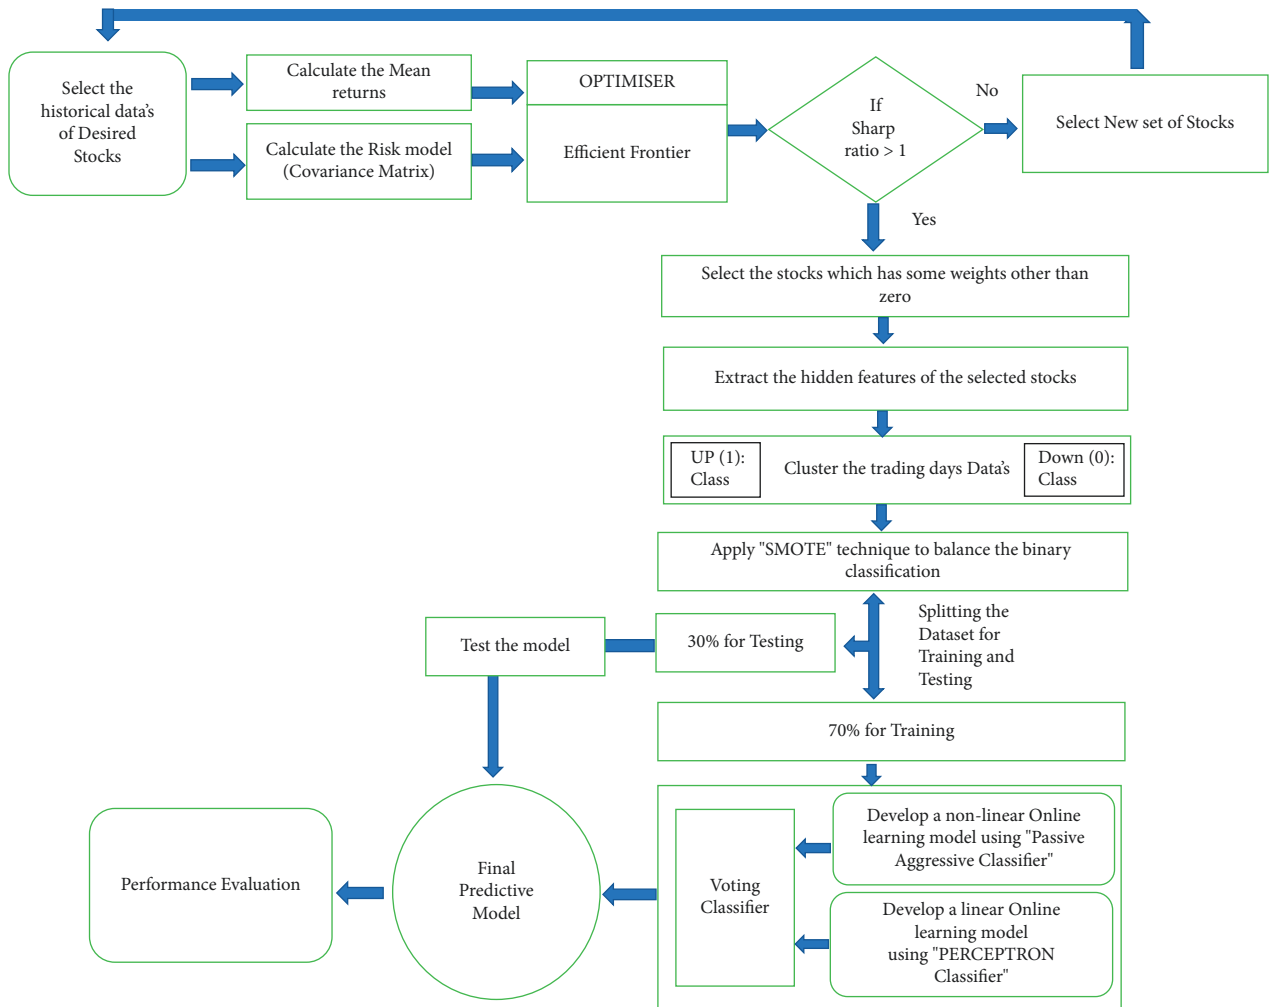 Select the
historical data's
of Desired
Stocks
Calculate the Mean
returns
Calculate the Risk model
(Covariance Matrix)
OPTIMISER
Efficient Frontier
If
Sharp
ratio > 1
No
Select New set of Stocks
Yes
Select the stocks which has some weights other than
zero
Extract the hidden features of the selected stocks
UP (1):
Class
Cluster the trading days Data's
Down (0):
Class
Apply "SMOTE" technique to balance the binary
classification
Splitting the
Dataset for
Training and
Testing
30% for Testing
Test the model
70% for Training
Develop a non-linear Online
learning model using "Passive
Aggressive Classifier"
Voting
Classifier
Develop a linear Online
learning model
using "PERCEPTRON
Classifier"
Final
Predictive
Model
Performance Evaluation